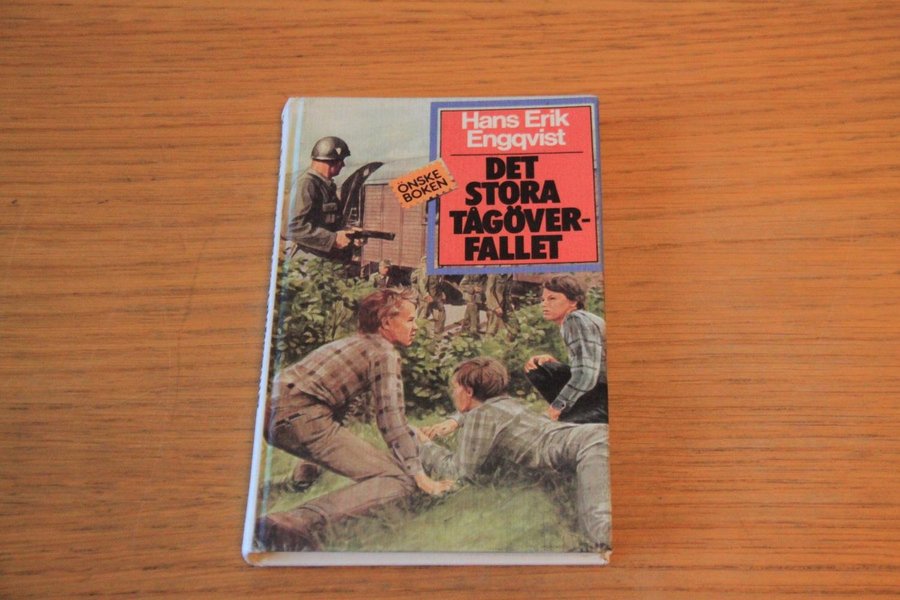 Hans Erik
Engqvist
DET
STORA
TÅGÖVER-
FALLET
ÖNSKE
BOKEN